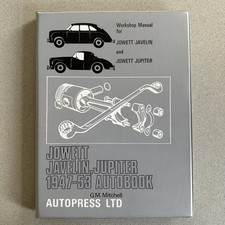 Workshop Manual
for
JOWETT JAVELIN
and
JOWETT JUPITER
JOWETT
JAVELIN, JUPITER
1947-53 AUTOBOOK
G.M. Mitchell
AUTOPRESS LTD